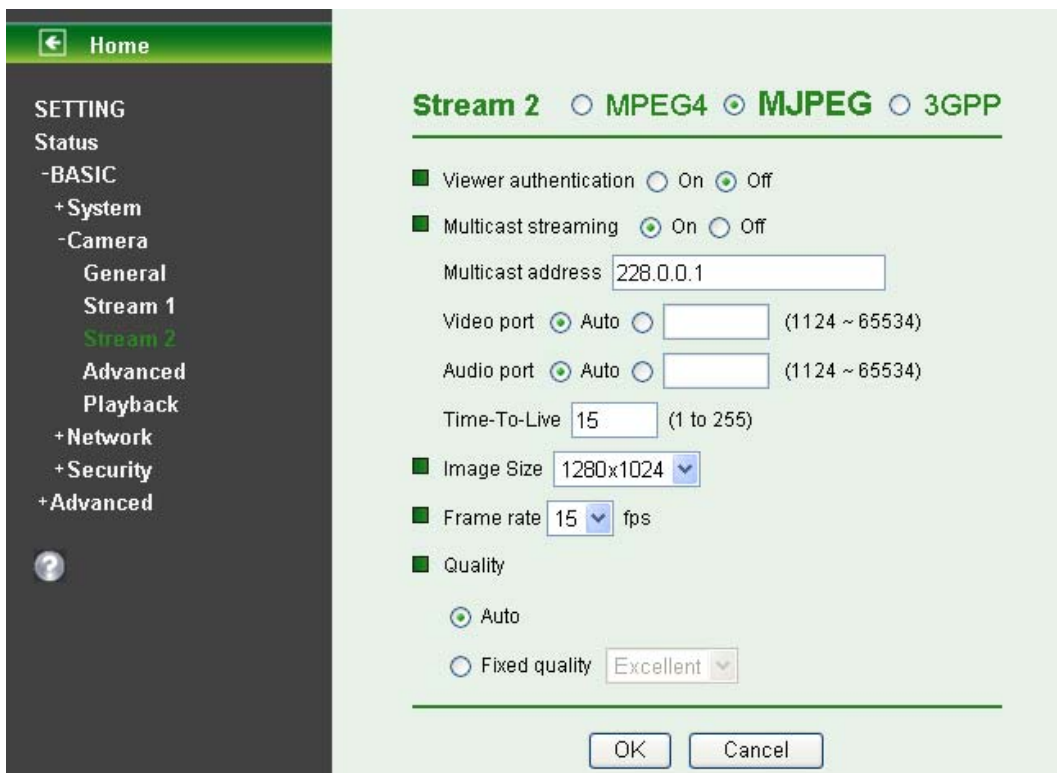 Home
SETTING
Status
-BASIC
+System
-Camera
General
Stream 1
Stream 2
Advanced
Playback
+Network
+Security
+Advanced
?
Stream 2 MPEG4 MJPEG 3GPP
Viewer authentication On Off
Multicast streaming On Off
Multicast address 228.0.0.1
Video port Auto (1124 ~ 65534)
Audio port Auto (1124 ~ 65534)
Time-To-Live 15 (1 to 255)
Image Size 1280x1024
Frame rate 15 fps
Quality
Auto
Fixed quality Excellent
OK Cancel